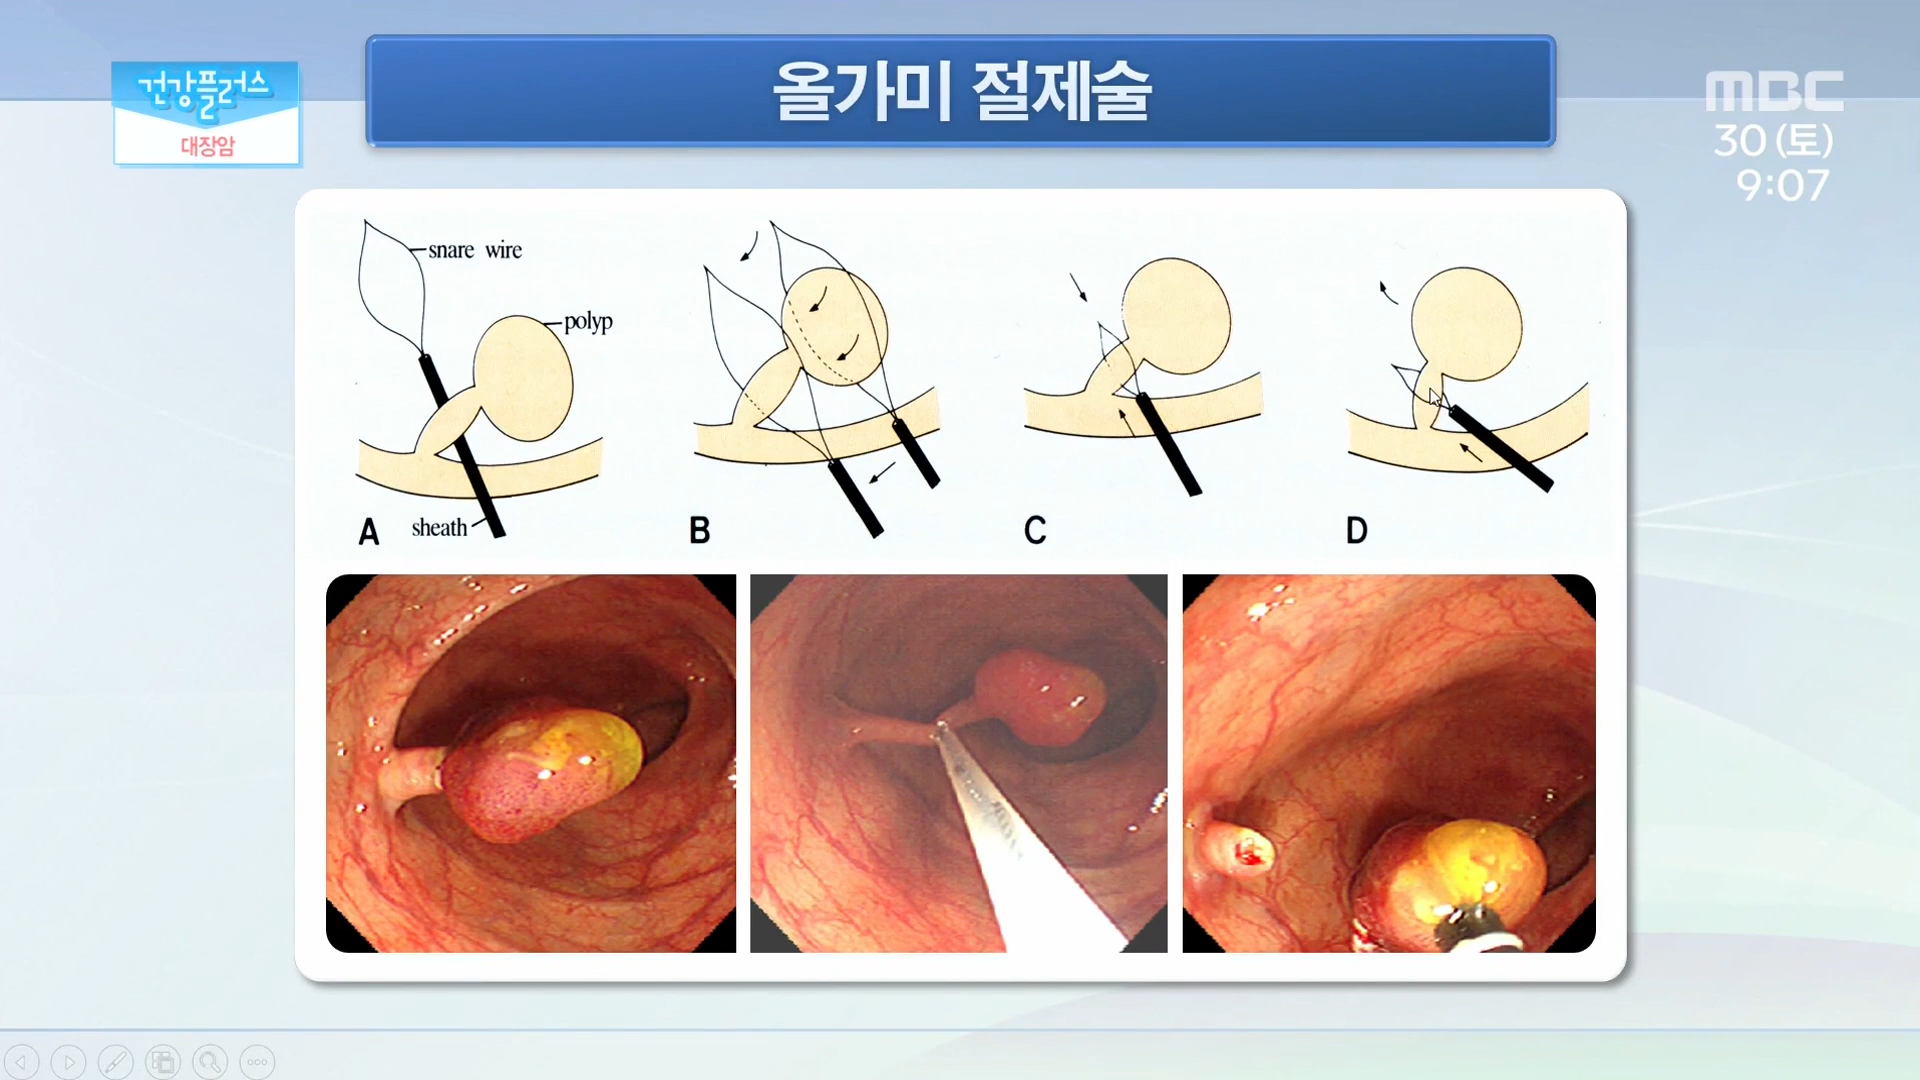 건강플러스
대장암
올가미 절제술
MBC
30 (토)
9:07
snare wire
polyp
sheath
A
B
C
D